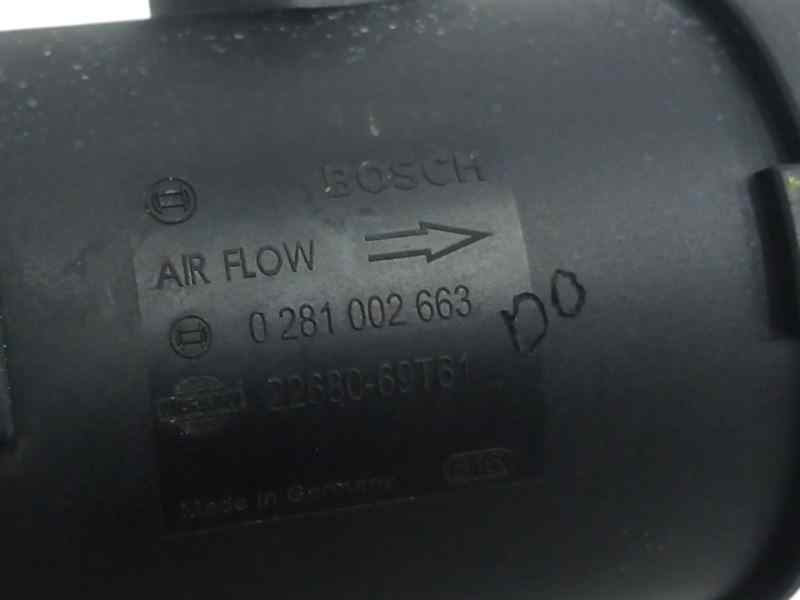 BOSCH
AIR FLOW
0 281 002 663
22680-69T61
Made in Germany
DO